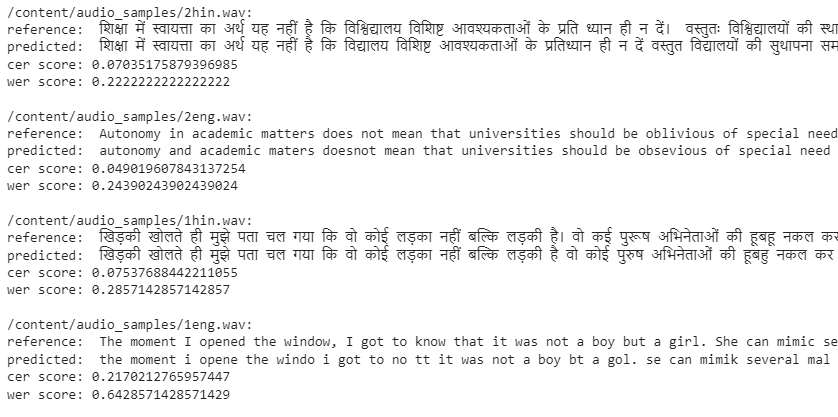 /content/audio_samples/2hin.wav:
reference:  शिक्षा में स्वायत्ता का अर्थ यह नहीं है कि विश्विद्यालय विशिष्ट आवश्यकताओं के प्रति ध्यान ही न दें।  वस्तुतः विश्विद्यालयों की स्था
predicted:  शिक्षा में स्वायत्ता का अर्थ यह नहीं है कि विद्यालय विशिष्ट आवश्यकताओं के प्रतिध्यान ही न दें वस्तुत विद्यालयों की सुथापना सम
cer score: 0.07035175879396985
wer score: 0.2222222222222222

/content/audio_samples/2eng.wav:
reference:  Autonomy in academic matters does not mean that universities should be oblivious of special need
predicted:  autonomy and academic maters doesnot mean that universities should be obsevious of special need
cer score: 0.049019607843137254
wer score: 0.24390243902439024

/content/audio_samples/1hin.wav:
reference:  खिड़की खोलते ही मुझे पता चल गया कि वो कोई लड़का नहीं बल्कि लड़की है। वो कई पुरूष अभिनेताओं की हूबहू नकल कर
predicted:  खिड़की खोलते ही मुझे पता चल गया कि वो कोई लड़का नहीं बल्कि लड़की है वो कोई पुरुष अभिनेताओं की हूबहु नकल कर
cer score: 0.07537688442211055
wer score: 0.2857142857142857

/content/audio_samples/1eng.wav:
reference:  The moment I opened the window, I got to know that it was not a boy but a girl. She can mimic se
predicted:  the moment i opene the windo i got to no tt it was not a boy bt a gol. se can mimik several mal
cer score: 0.2170212765957447
wer score: 0.6428571428571429